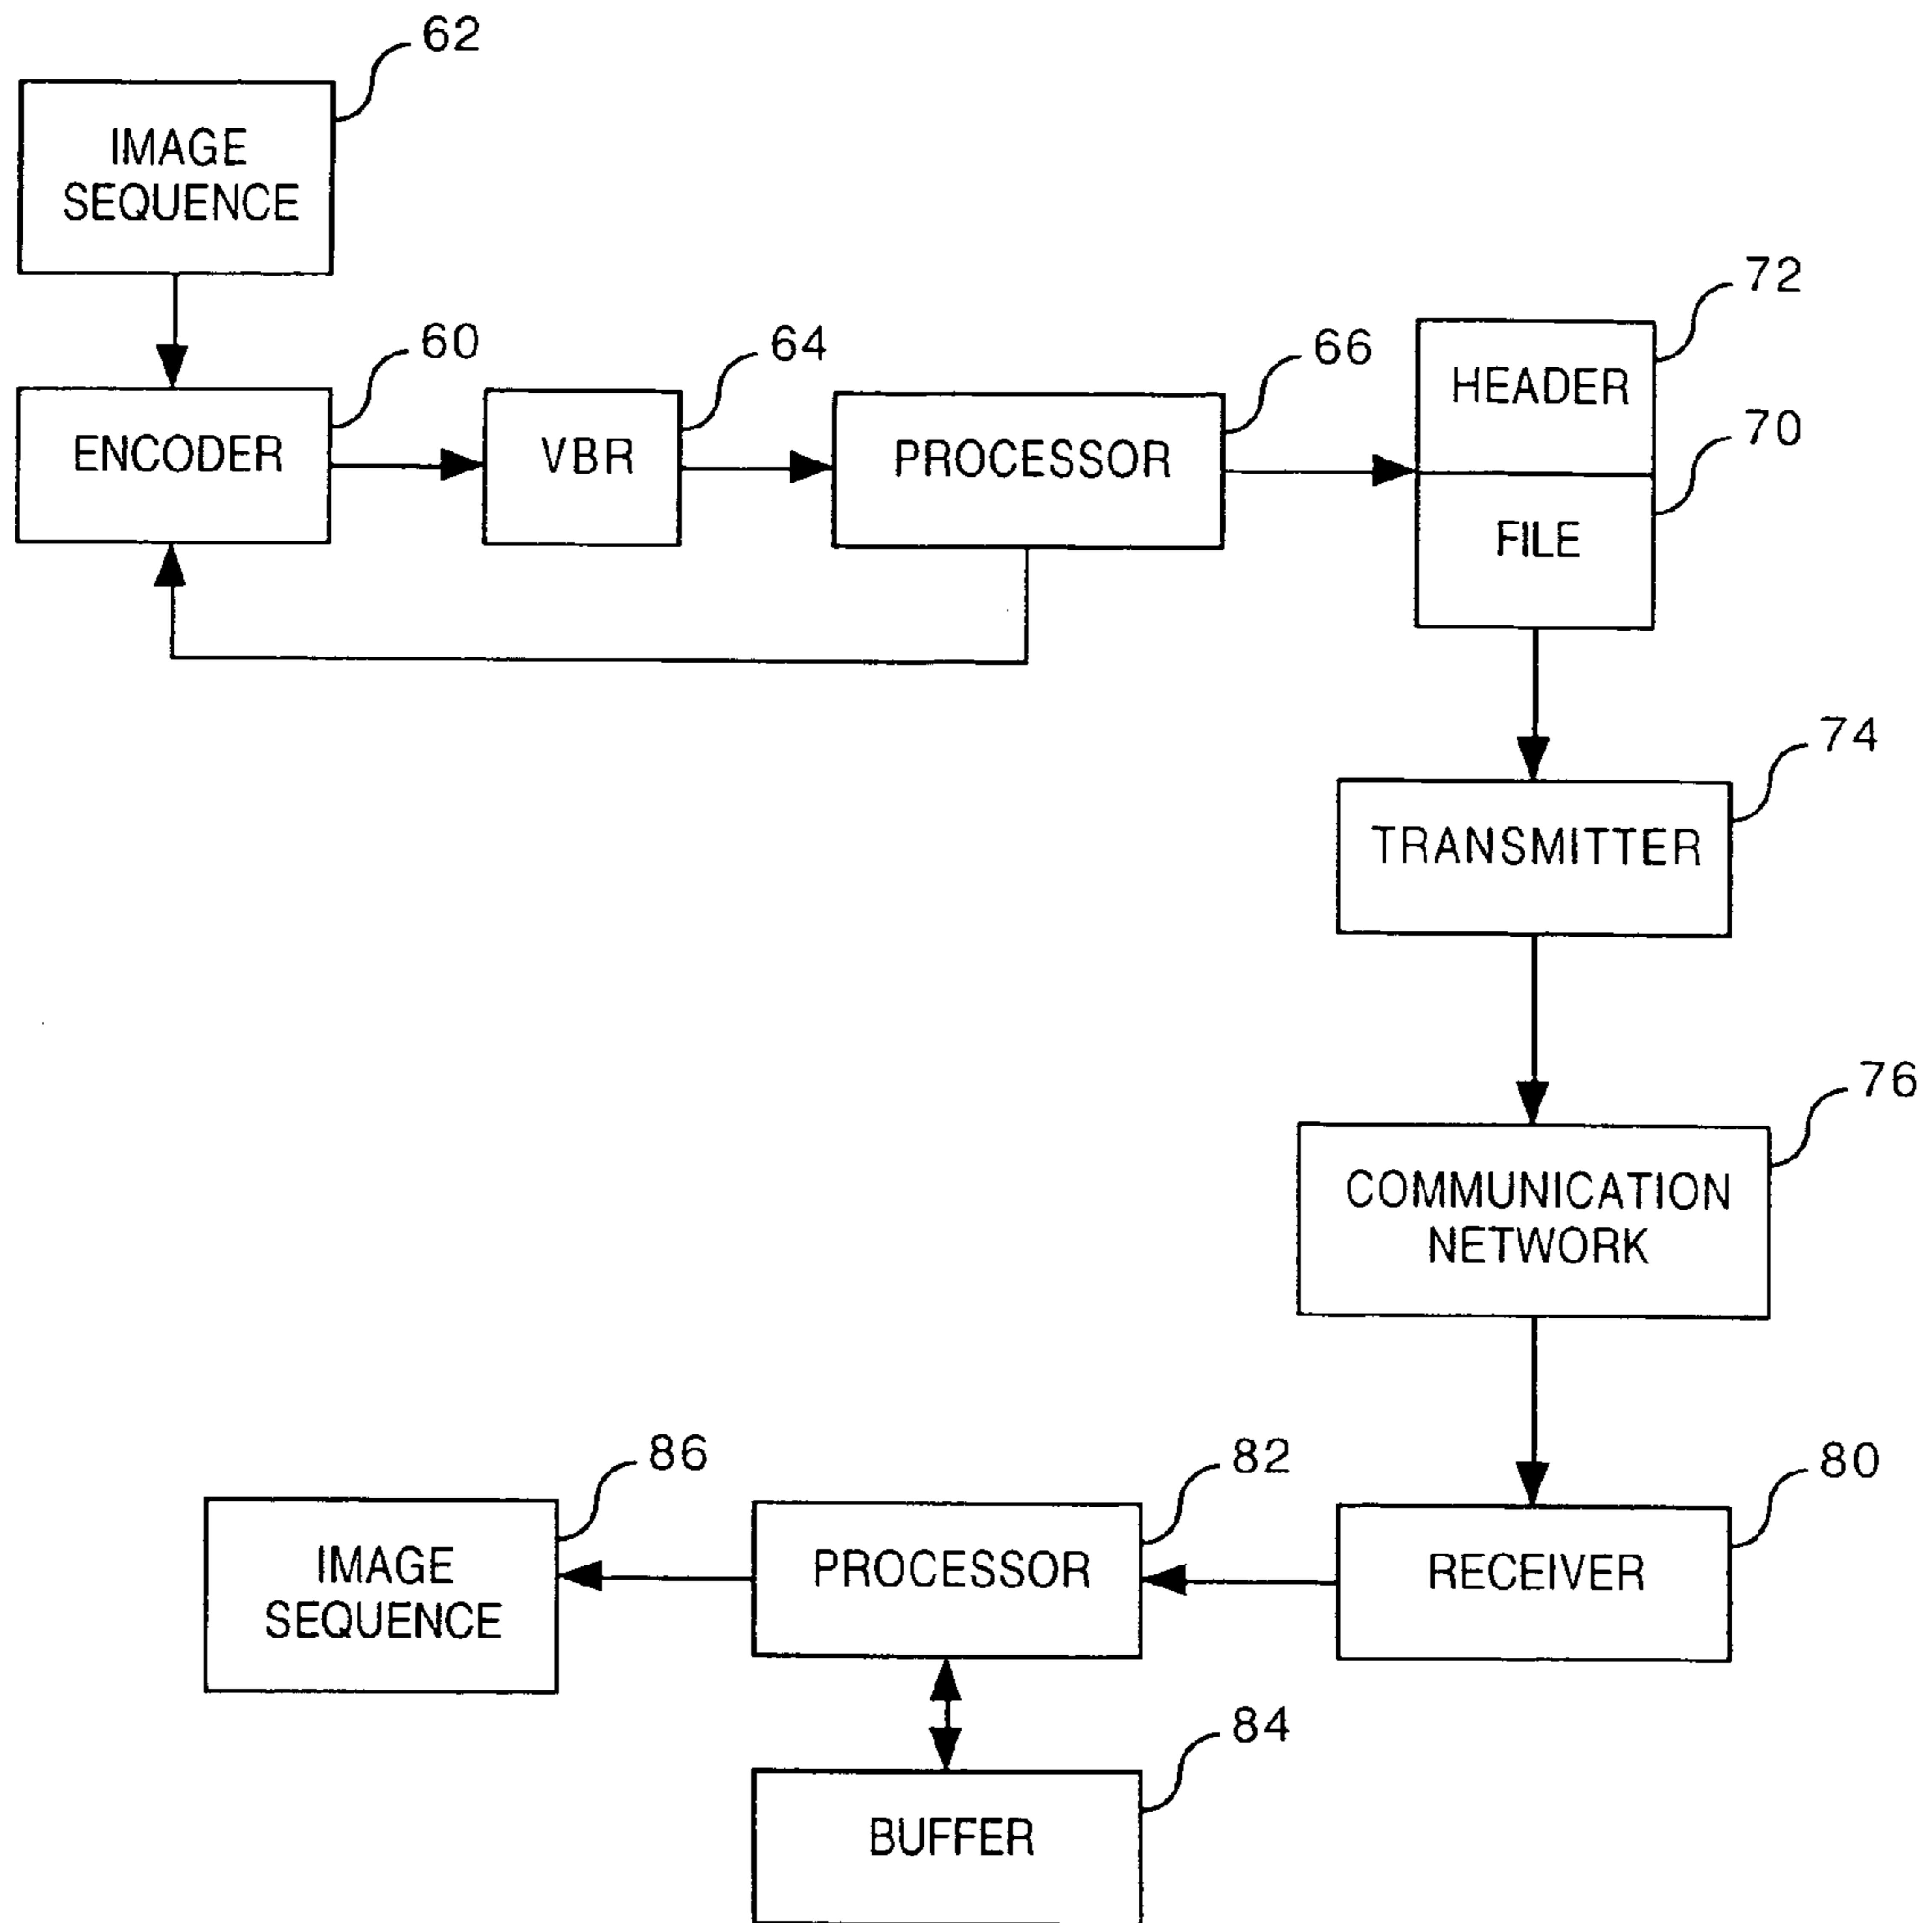 62
IMAGE
SEQUENCE
60
ENCODER
64
VBR
66
PROCESSOR
72
HEADER
70
FILE
74
TRANSMITTER
76
COMMUNICATION
NETWORK
86
IMAGE
SEQUENCE
82
PROCESSOR
80
RECEIVER
84
BUFFER